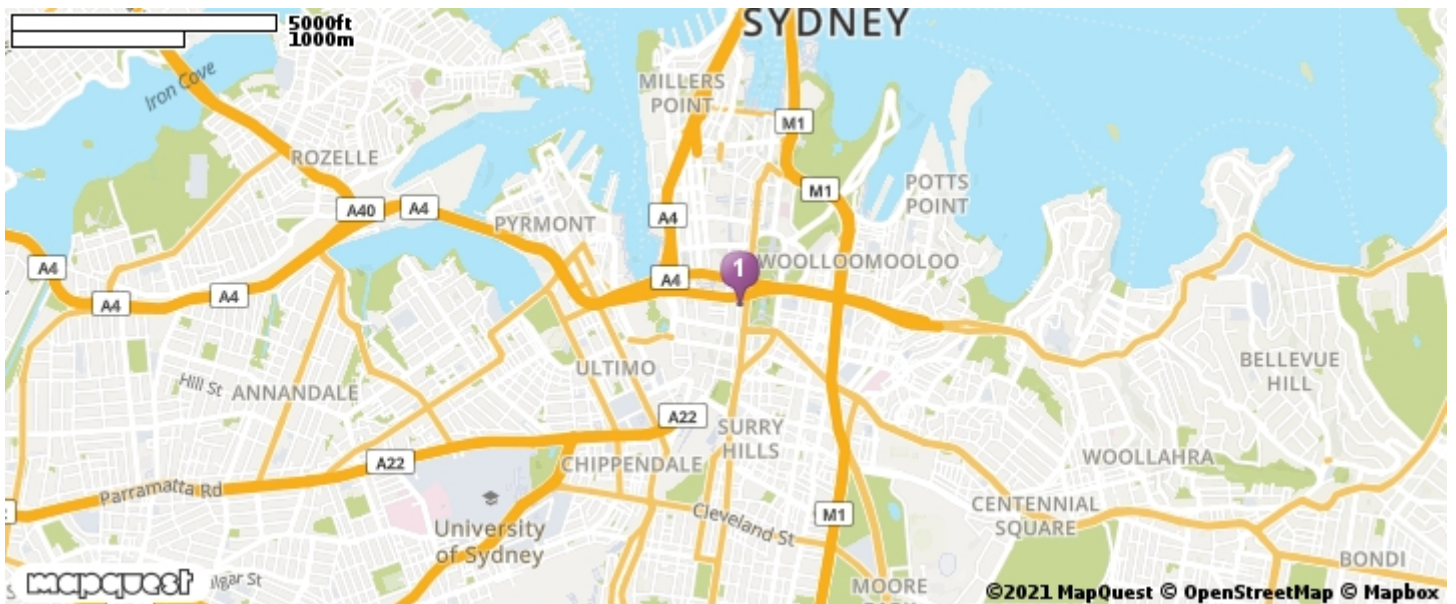 5000ft
1000m
SYDNEY
Iron Cove
MILLERS
POINT
M1
ROZELLE
M1
POTTS
POINT
A40
A4
A4
PYRMONT
1
WOOLLOOMOOLOO
A4
A4
A4
A4
ULTIMO
BELLEVUE
HILL
Hill St
ANNANDALE
A22
SURRY
HILLS
A22
CHIPPENDALE
WOOLLAHRA
Parramatta Rd
University
of Sydney
Cleveland St
M1
CENTENNIAL
SQUARE
BONDI
mapquest
ilgar St
MOORE
©2021 MapQuest © OpenStreetMap © Mapbox